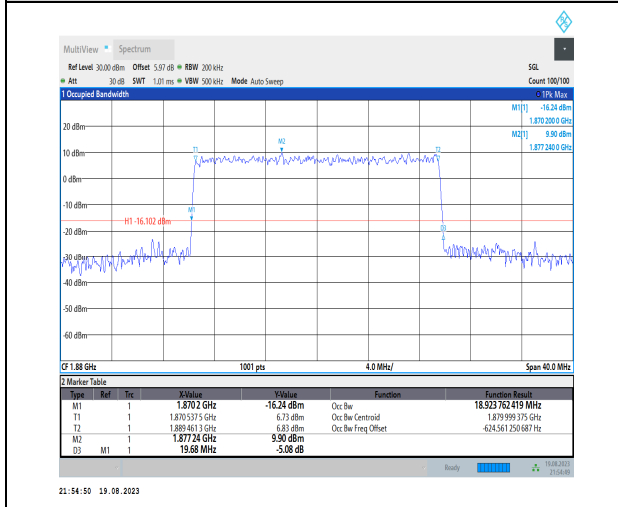 MultiView Spectrum
Ref Level 30.00 dBm Offset 5.97 dB RBW 200 kHz SGL
Att 30 dB SWT 1.01 ms VBW 500 kHz Mode Auto Sweep Count 100/100
1 Occupied Bandwidth 1Pk Max
M1[1] -16.24 dBm
1.870 200 0 GHz
M2[1] 9.90 dBm
1.877 240 0 GHz
20 dBm
M2
T1 T2
10 dBm
0 dBm
-10 dBm
M1
H1 -16.102 dBm
-20 dBm
D3
-30 dBm
-40 dBm
-50 dBm
-60 dBm
CF 1.88 GHz 1001 pts 4.0 MHz/ Span 40.0 MHz
2 Marker Table
Type Ref Trc X-Value Y-Value Function Function Result
M1 1 1.870 2 GHz -16.24 dBm Occ Bw 18.923 762 419 MHz
T1 1 1.870 537 5 GHz 6.73 dBm Occ Bw Centroid 1.879 999 375 GHz
T2 1 1.889 461 3 GHz 6.83 dBm Occ Bw Freq Offset -624.561 250 687 Hz
M2 1 1.877 24 GHz 9.90 dBm
D3 M1 1 19.68 MHz -5.08 dB
Ready 19.08.2023
21:54:49
21:54:50 19.08.2023